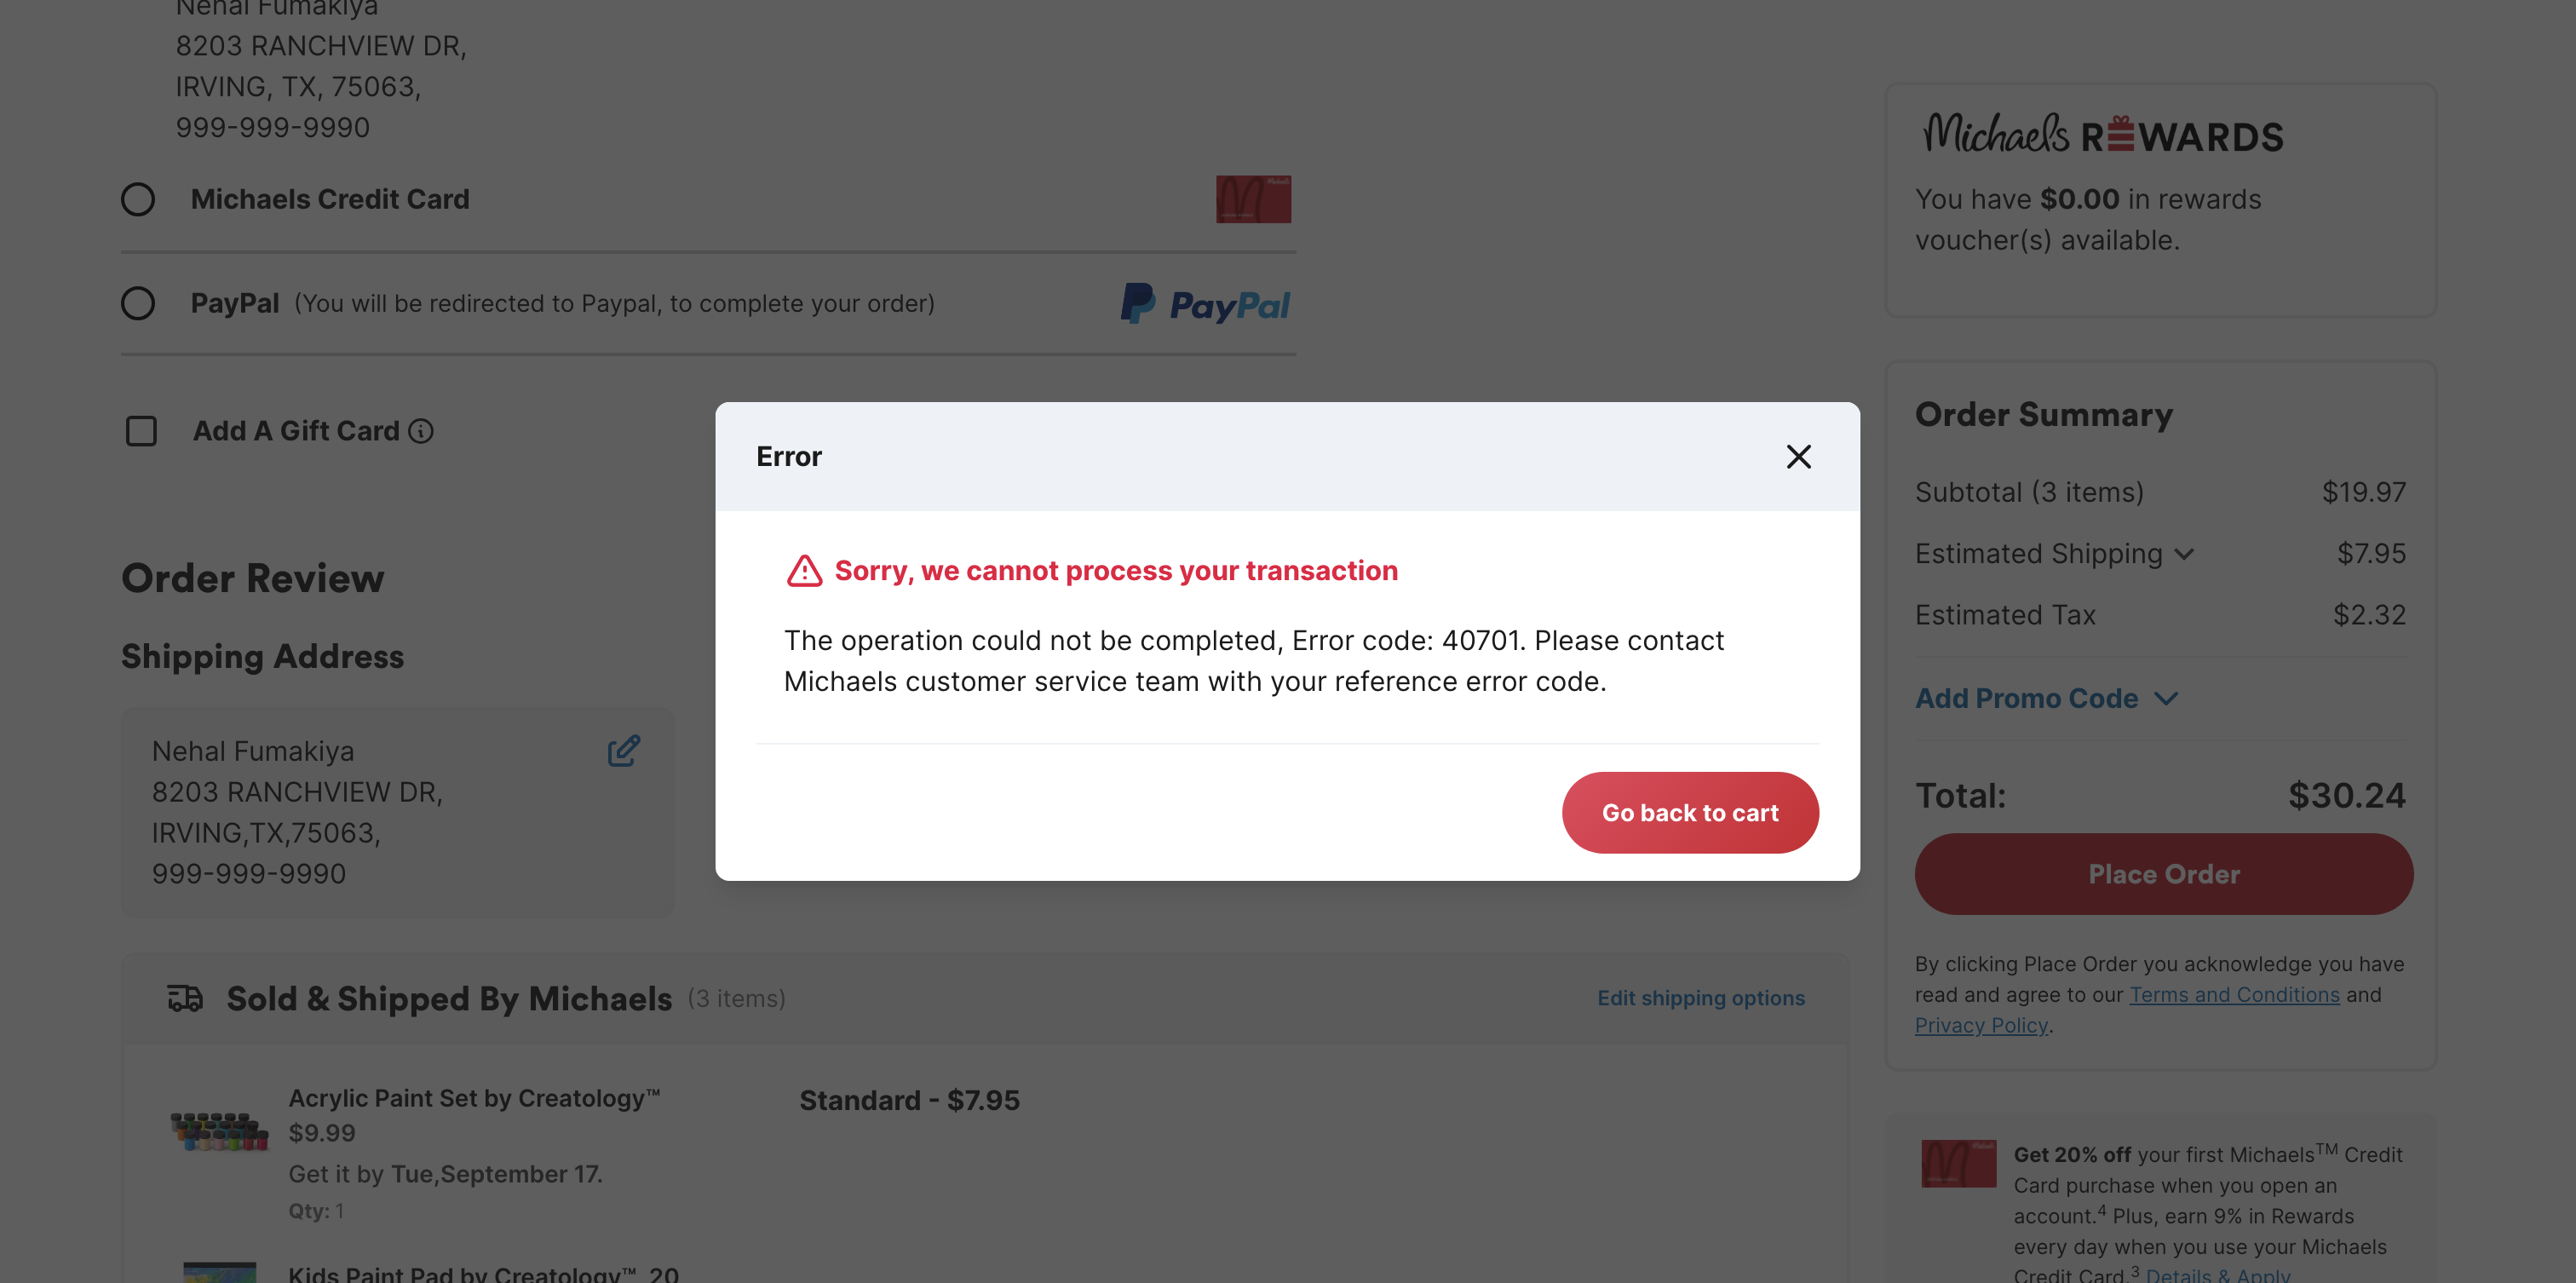 Nehal Fumakiya
8203 RANCHVIEW DR,
IRVING, TX, 75063,
999-999-9990
Michaels Credit Card
PayPal (You will be redirected to Paypal, to complete your order)
PayPal
Add A Gift Card
Order Review
Shipping Address
Nehal Fumakiya
8203 RANCHVIEW DR,
IRVING,TX,75063,
999-999-9990
Sold & Shipped By Michaels (3 items)
Edit shipping options
Acrylic Paint Set by Creatology™
$9.99
Get it by Tue,September 17.
Qty: 1
Standard - $7.95
Kids Paint Pad by Creatology™, 20
Error
Sorry, we cannot process your transaction
The operation could not be completed, Error code: 40701. Please contact
Michaels customer service team with your reference error code.
Go back to cart
Michaels REWARDS
You have $0.00 in rewards
voucher(s) available.
Order Summary
Subtotal (3 items) $19.97
Estimated Shipping $7.95
Estimated Tax $2.32
Add Promo Code
Total: $30.24
Place Order
By clicking Place Order you acknowledge you have
read and agree to our Terms and Conditions and
Privacy Policy.
Get 20% off your first Michaels™ Credit
Card purchase when you open an
account.⁴ Plus, earn 9% in Rewards
every day when you use your Michaels
Credit Card.³ Details & Apply